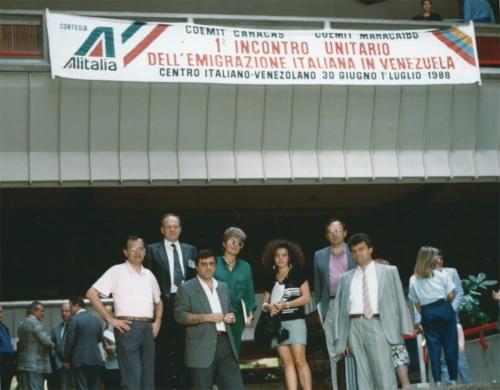 CORTESIA
Alitalia
COEMIT CARACAS COEMIT MARACAIBO
1° INCONTRO UNITARIO
DELL'EMIGRAZIONE ITALIANA IN VENEZUELA
CENTRO ITALIANO-VENEZOLANO 30 GIUGNO 1° LUGLIO 1988